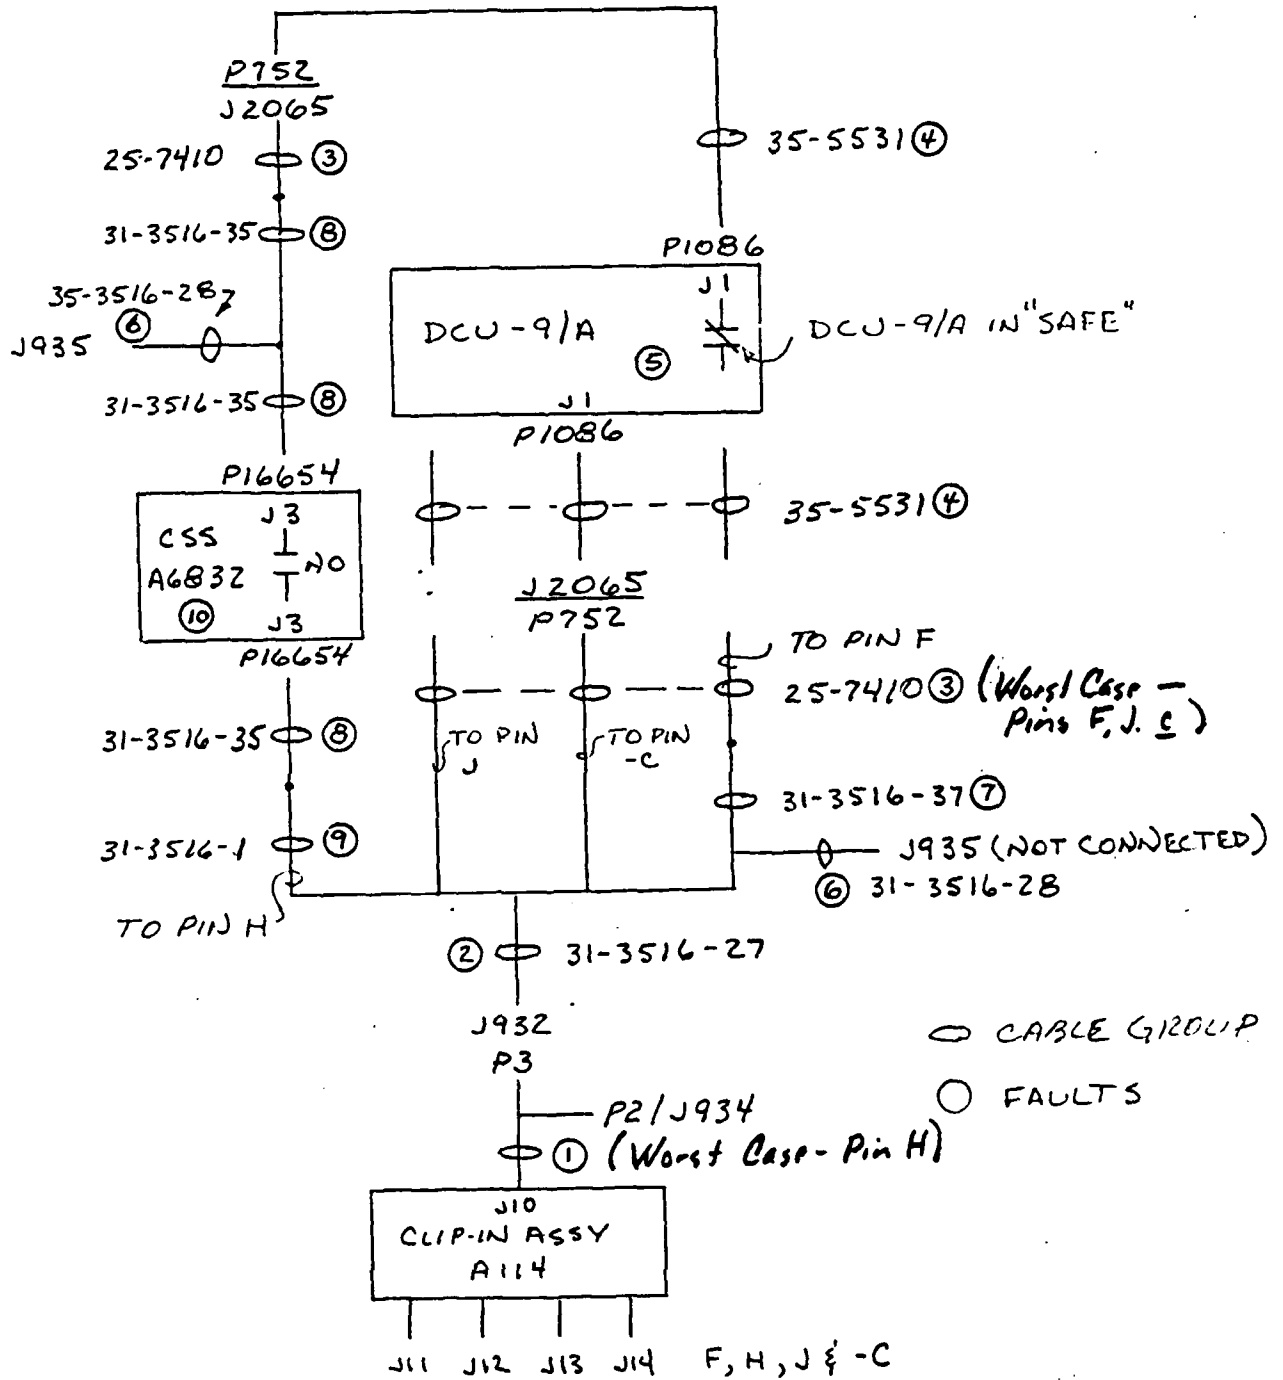 P752
J2065
25-7410 3
35-5531 4
31-3516-35 8
P1086
35-3516-28
6
J935
J1
DCU-9/A
5
DCU-9/A IN "SAFE"
31-3516-35 8
J1
P1086
P16654
J3
CSS
A6832
NO
10
J3
P16654
35-5531 4
J2065
P752
TO PIN F
25-7410 3 (Worst Case -
Pins F, J. c)
31-3516-35 8
TO PIN
J
TO PIN
-C
31-3516-37 7
31-3516-1 9
J935 (NOT CONNECTED)
6 31-3516-28
TO PIN H
2 31-3516-27
J932
P3
CABLE GROUP
FAULTS
P2/J934
1 (Worst Case - Pin H)
J10
CLIP-IN ASSY
A114
J11 J12 J13 J14 F, H, J & -C